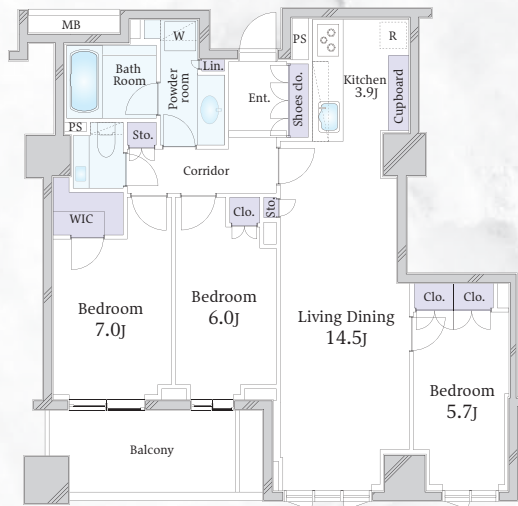 MB
W
PS
R
Bath
Room
Powder
room
Lin.
Ent.
Shoes clo.
Kitchen
3.9J
Cupboard
PS
Sto.
Corridor
WIC
Clo.
Sto.
Bedroom
7.0J
Bedroom
6.0J
Living Dining
14.5J
Clo.
Clo.
Bedroom
5.7J
Balcony